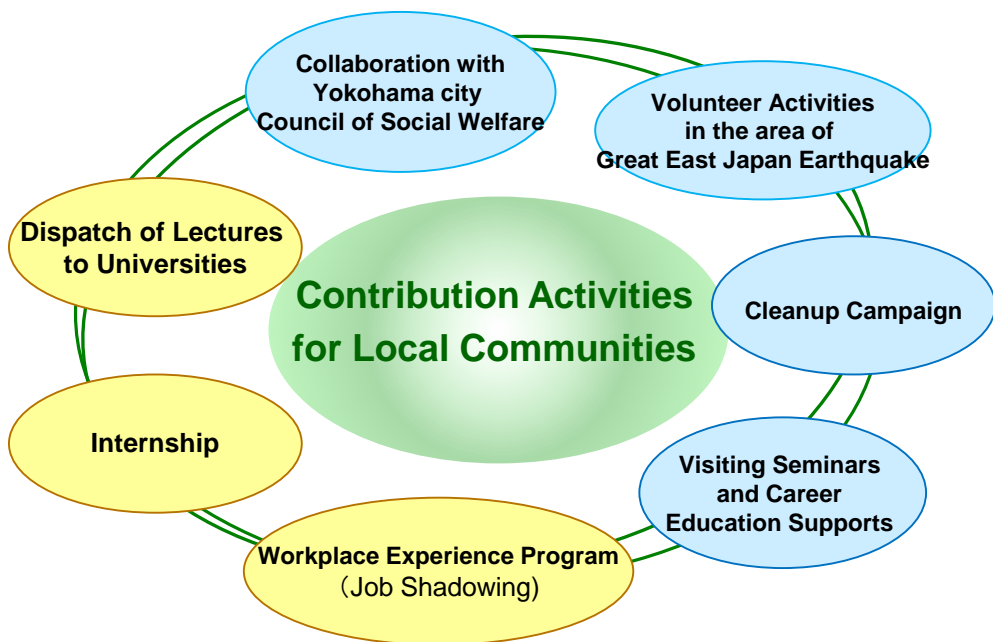 Collaboration with
Yokohama city
Council of Social Welfare
Volunteer Activities
in the area of
Great East Japan Earthquake
Dispatch of Lectures
to Universities
Contribution Activities
for Local Communities
Cleanup Campaign
Internship
Visiting Seminars
and Career
Education Supports
Workplace Experience Program
（Job Shadowing)